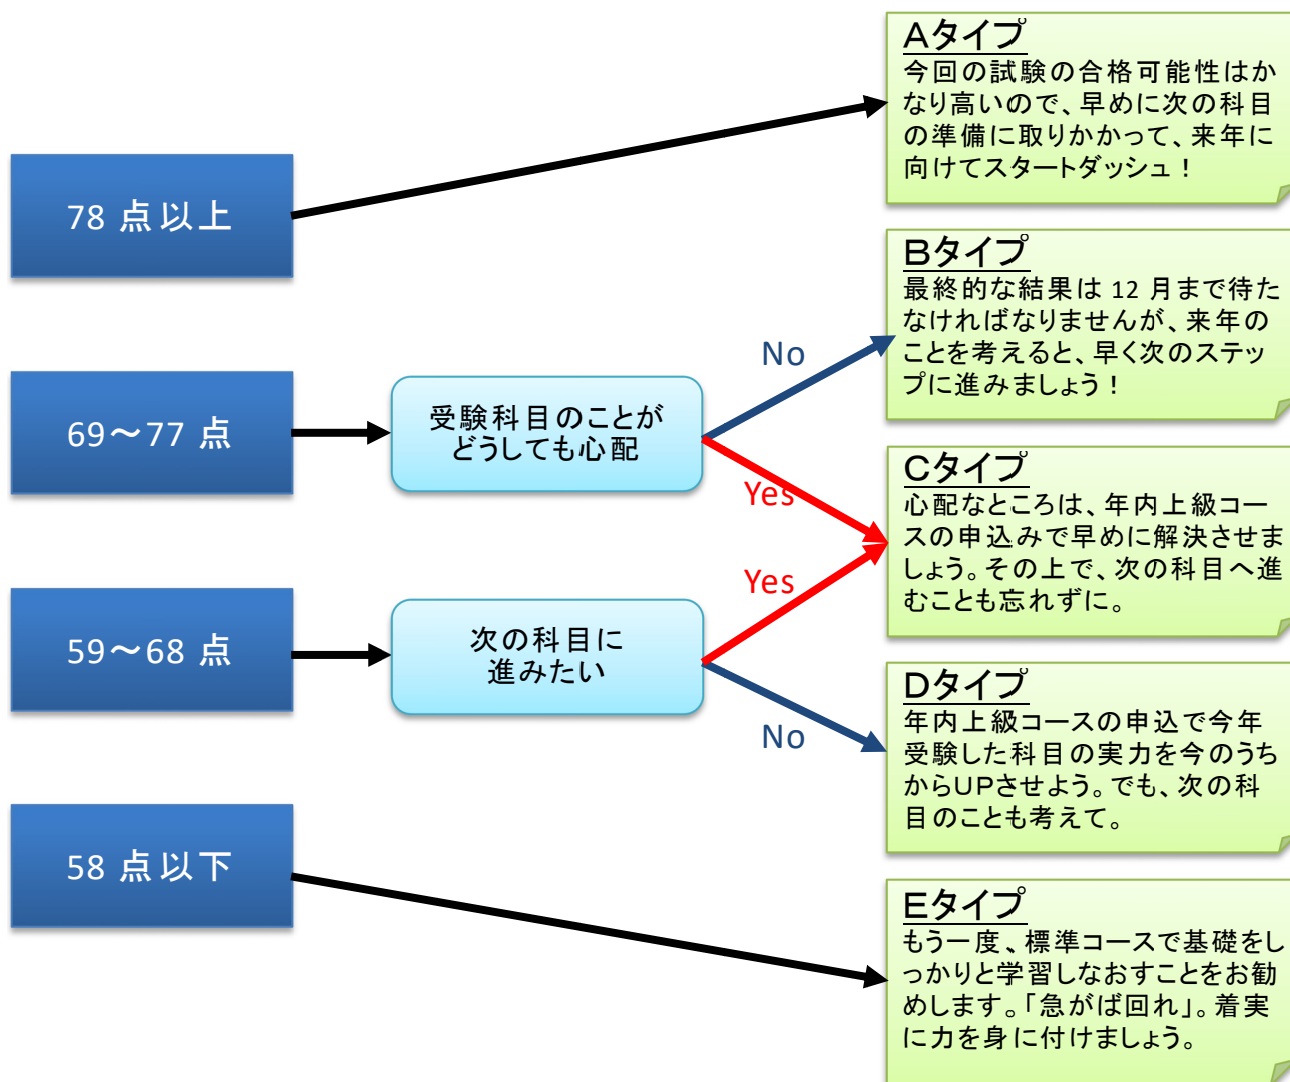 78 点以上
69～77 点
59～68 点
58 点以下
受験科目のことが
どうしても心配
次の科目に
進みたい
No
Yes
Yes
No
Aタイプ
今回の試験の合格可能性はか
なり高いので、早めに次の科目
の準備に取りかかって、来年に
向けてスタートダッシュ！
Bタイプ
最終的な結果は 12 月まで待た
なければなりませんが、来年の
ことを考えると、早く次のステッ
プに進みましょう！
Cタイプ
心配なところは、年内上級コー
スの申込みで早めに解決させま
しょう。その上で、次の科目へ進
むことも忘れずに。
Dタイプ
年内上級コースの申込で今年
受験した科目の実力を今のうち
からUPさせよう。でも、次の科
目のことも考えて。
Eタイプ
もう一度、標準コースで基礎をし
っかりと学習しなおすことをお勧
めします。「急がば回れ」。着実
に力を身に付けましょう。